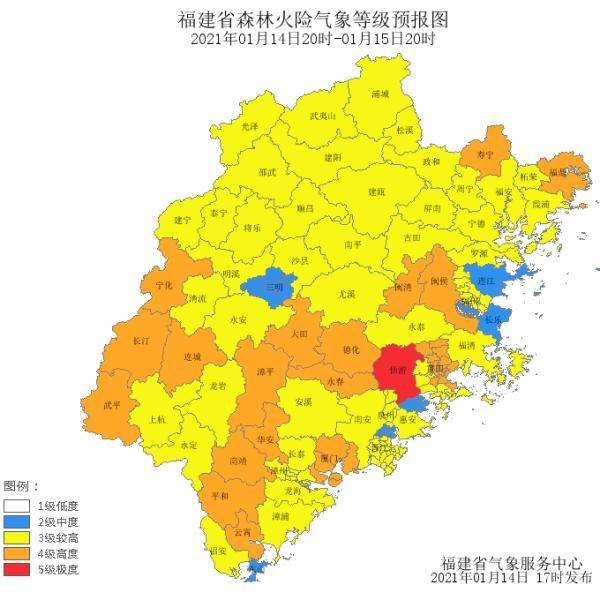 福建省森林火险气象等级预报图
2021年01月14日20时-01月15日20时
浦城
武夷山
光泽
松溪
建阳
政和
寿宁
邵武
福鼎
柘荣
建瓯
周宁
福安
顺昌
屏南
霞浦
建宁
泰宁
将乐
宁德
南平
古田
罗源
沙县
明溪
三明
闽清
闽侯
连江
宁化
清流
尤溪
永安
长乐
大田
永泰
长汀
连城
德化
福清
漳平
仙游
莆田
龙岩
永春
武平
安溪
上杭
南安
泉州
惠安
永定
华安
长泰
南靖
厦门
漳州
晋江
龙海
平和
漳浦
云霄
诏安
图例：
1级低度
2级中度
3级较高
4级高度
5级极度
福建省气象服务中心
2021年01月14日 17时发布